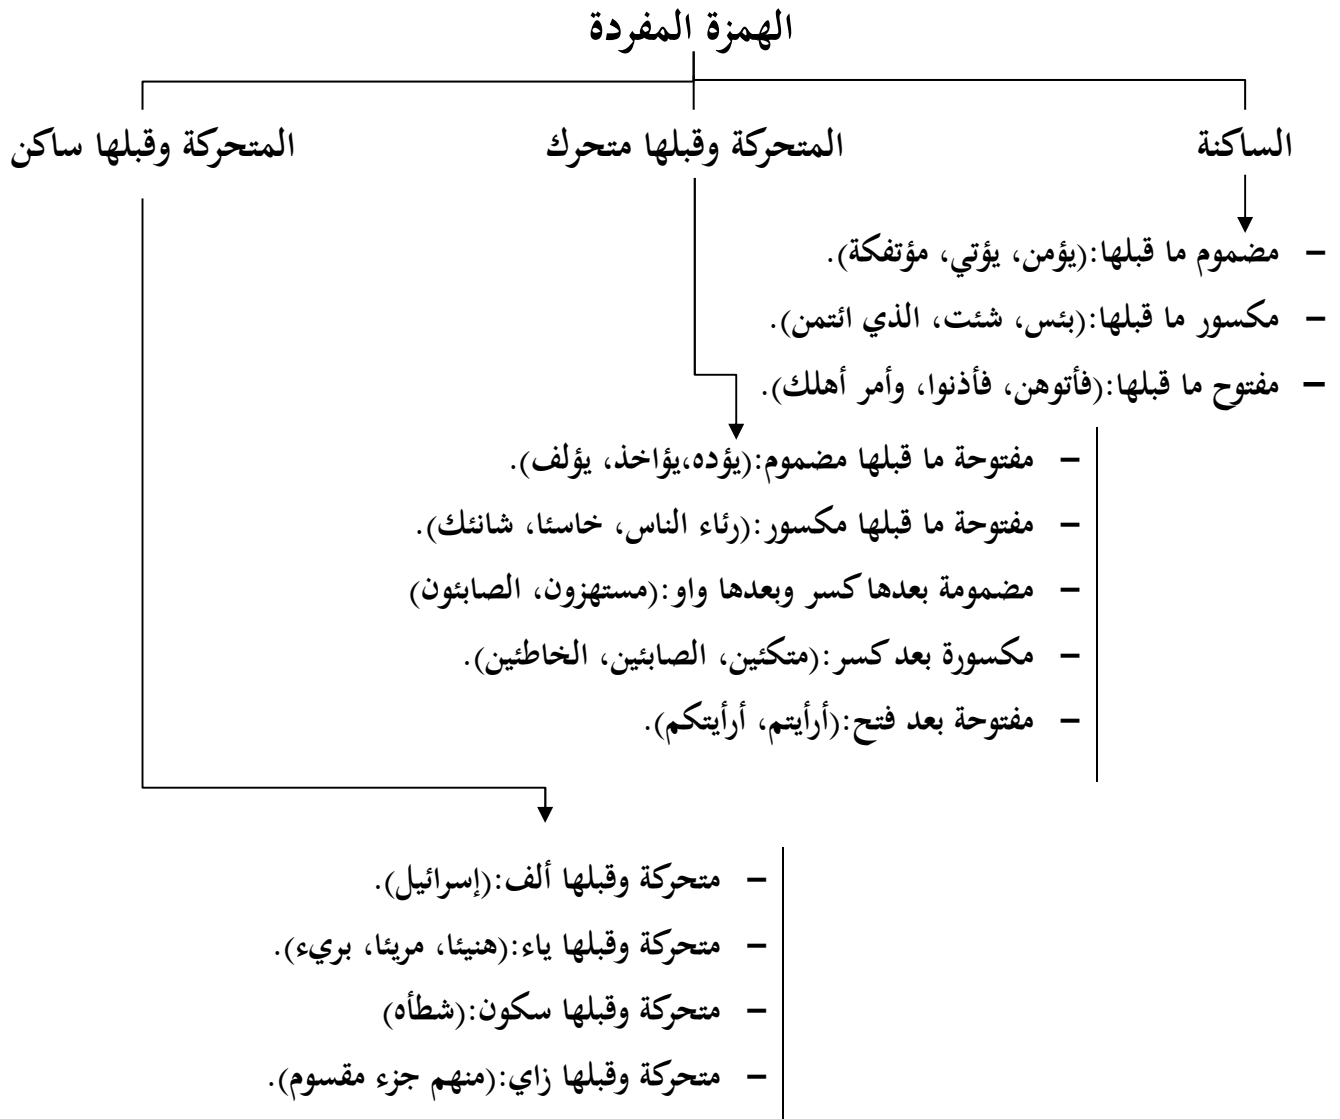 الهمزة المفردة
الساكنة
المتحركة وقبلها متحرك
المتحركة وقبلها ساكن
– مضموم ما قبلها:(يؤمن، يؤتي، مؤتفكة).
– مكسور ما قبلها:(بئس، شئت، الذي ائتمن).
– مفتوح ما قبلها:(فأتوهن، فأذنوا، وأمر أهلك).
– مفتوحة ما قبلها مضموم:(يؤده،يؤاخذ، يؤلف).
– مفتوحة ما قبلها مكسور:(رئاء الناس، خاسئا، شانئك).
– مضمومة بعدها كسر وبعدها واو:(مستهزون، الصابئون)
– مكسورة بعد كسر:(متكئين، الصابئين، الخاطئين).
– مفتوحة بعد فتح:(أرأيتم، أرأيتكم).
– متحركة وقبلها ألف:(إسرائيل).
– متحركة وقبلها ياء:(هنيئا، مريئا، بريء).
– متحركة وقبلها سكون:(شطأه)
– متحركة وقبلها زاي:(منهم جزء مقسوم).